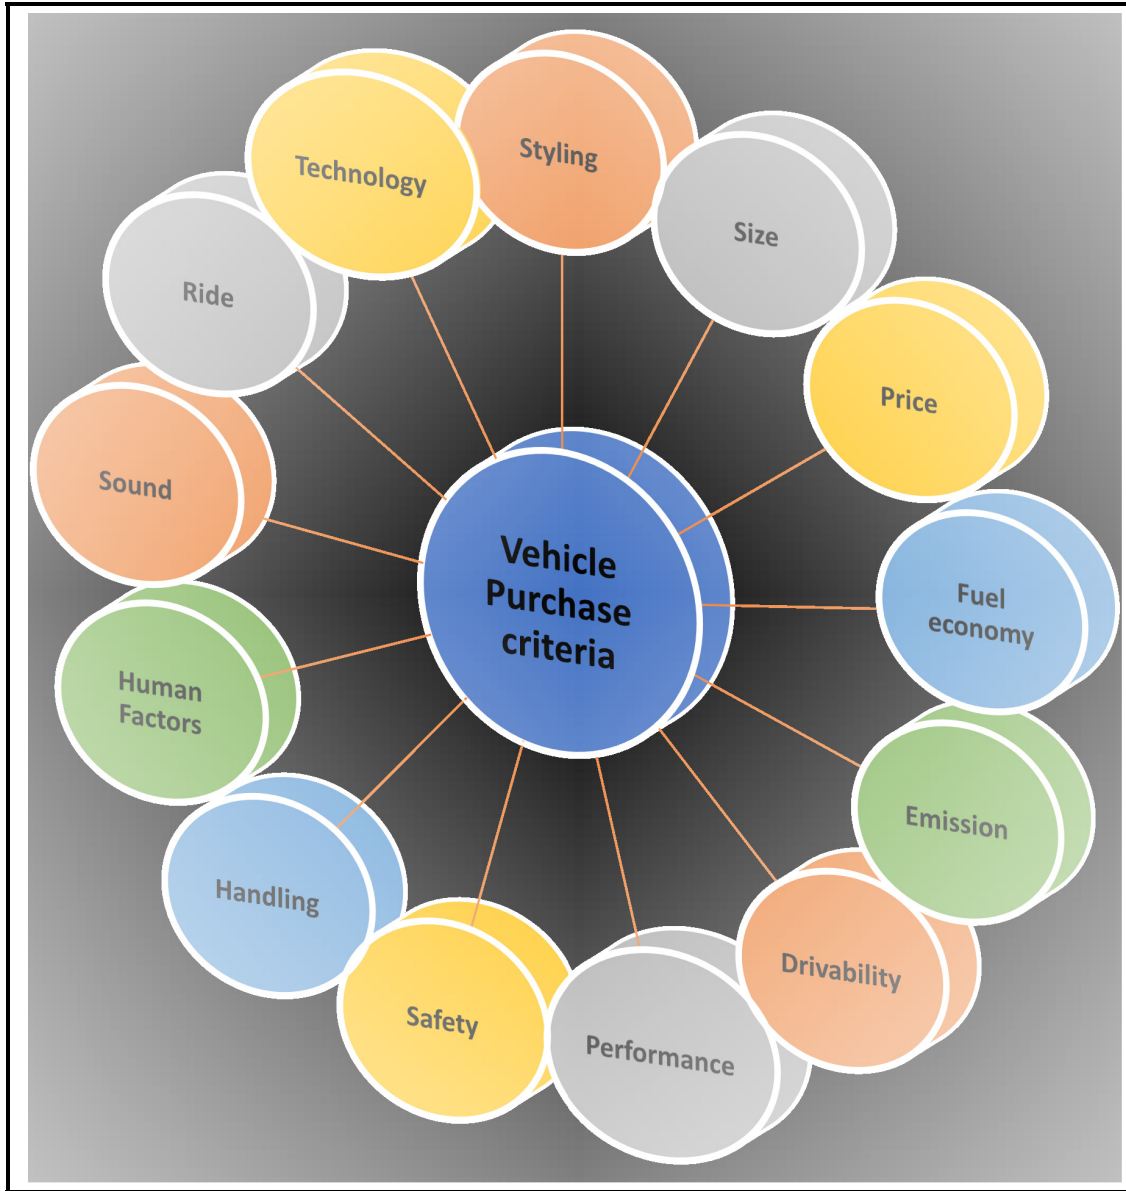 Styling
Technology
Size
Ride
Price
Sound
Vehicle
Purchase
criteria
Fuel
economy
Human
Factors
Emission
Handling
Drivability
Safety
Performance